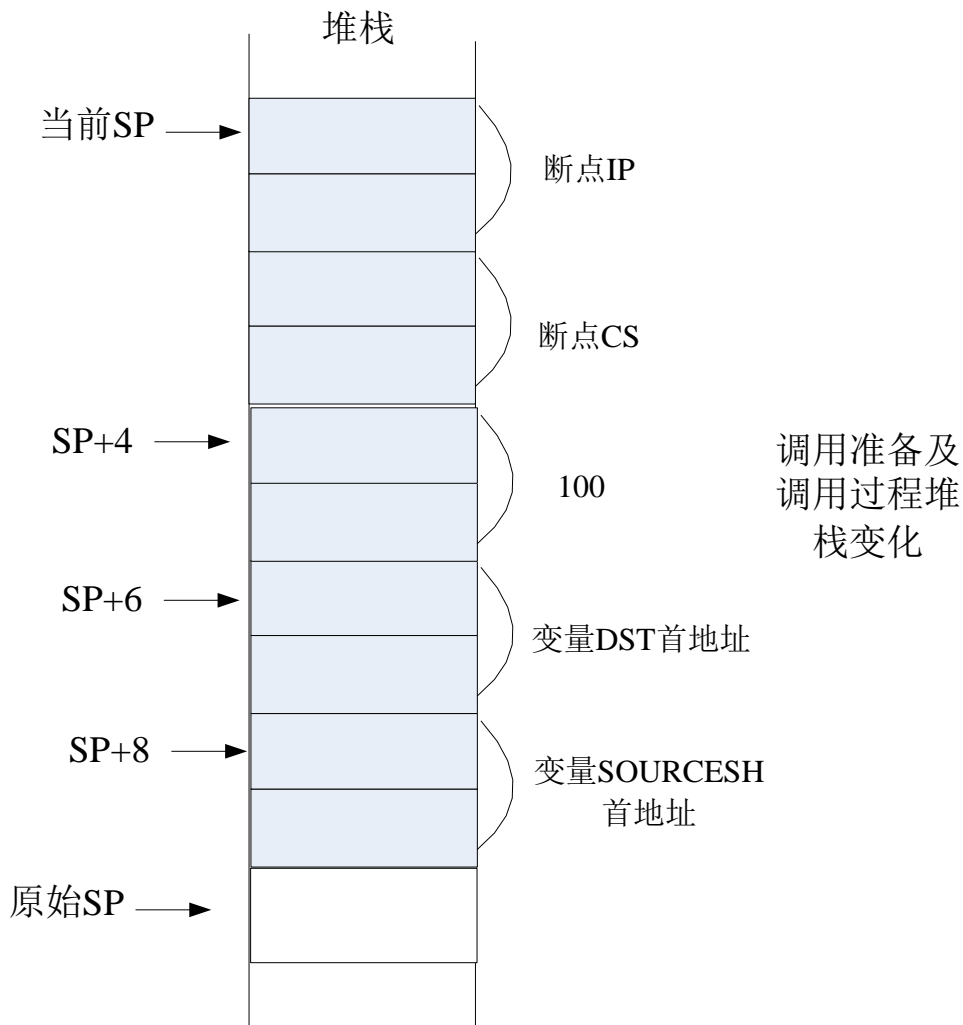 堆栈
当前SP
断点IP
断点CS
SP+4
100
调用准备及
调用过程堆
栈变化
SP+6
变量DST首地址
SP+8
变量SOURCESH
首地址
原始SP